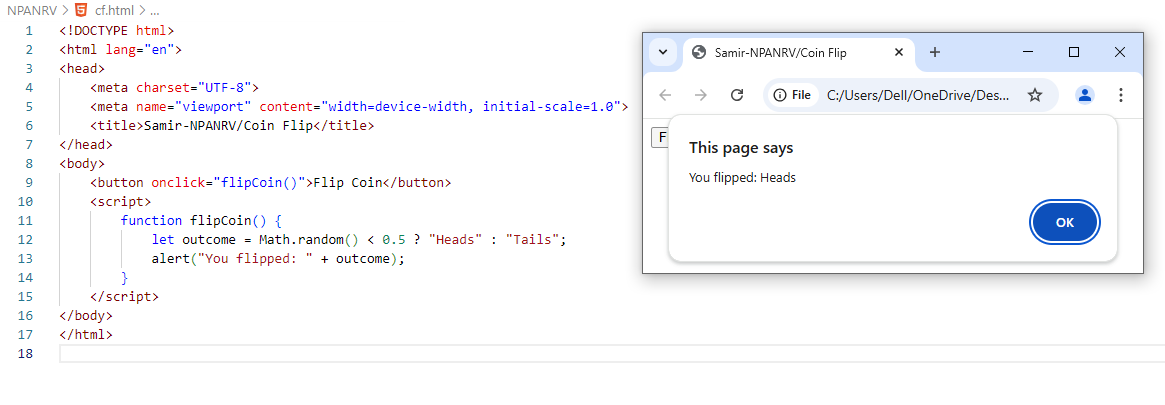 NPANRV > cf.html > ...
1 <!DOCTYPE html>
2 <html lang="en">
3 <head>
4     <meta charset="UTF-8">
5     <meta name="viewport" content="width=device-width, initial-scale=1.0">
6     <title>Samir-NPANRV/Coin Flip</title>
7 </head>
8 <body>
9     <button onclick="flipCoin()">Flip Coin</button>
10     <script>
11         function flipCoin() {
12             let outcome = Math.random() < 0.5 ? "Heads" : "Tails";
13             alert("You flipped: " + outcome);
14         }
15     </script>
16 </body>
17 </html>
18
Samir-NPANRV/Coin Flip
File C:/Users/Dell/OneDrive/Des...
F
This page says
You flipped: Heads
OK